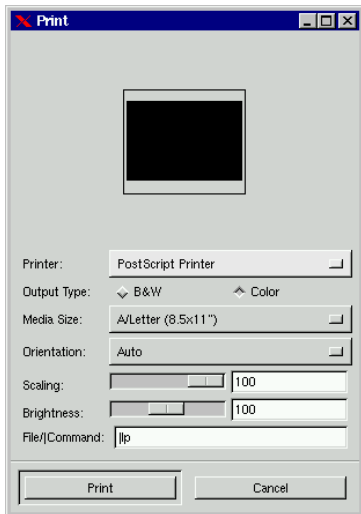 Print
Printer: PostScript Printer
Output Type: B&W Color
Media Size: A/Letter (8.5x11")
Orientation: Auto
Scaling: 100
Brightness: 100
File/|Command: |lp
Print Cancel